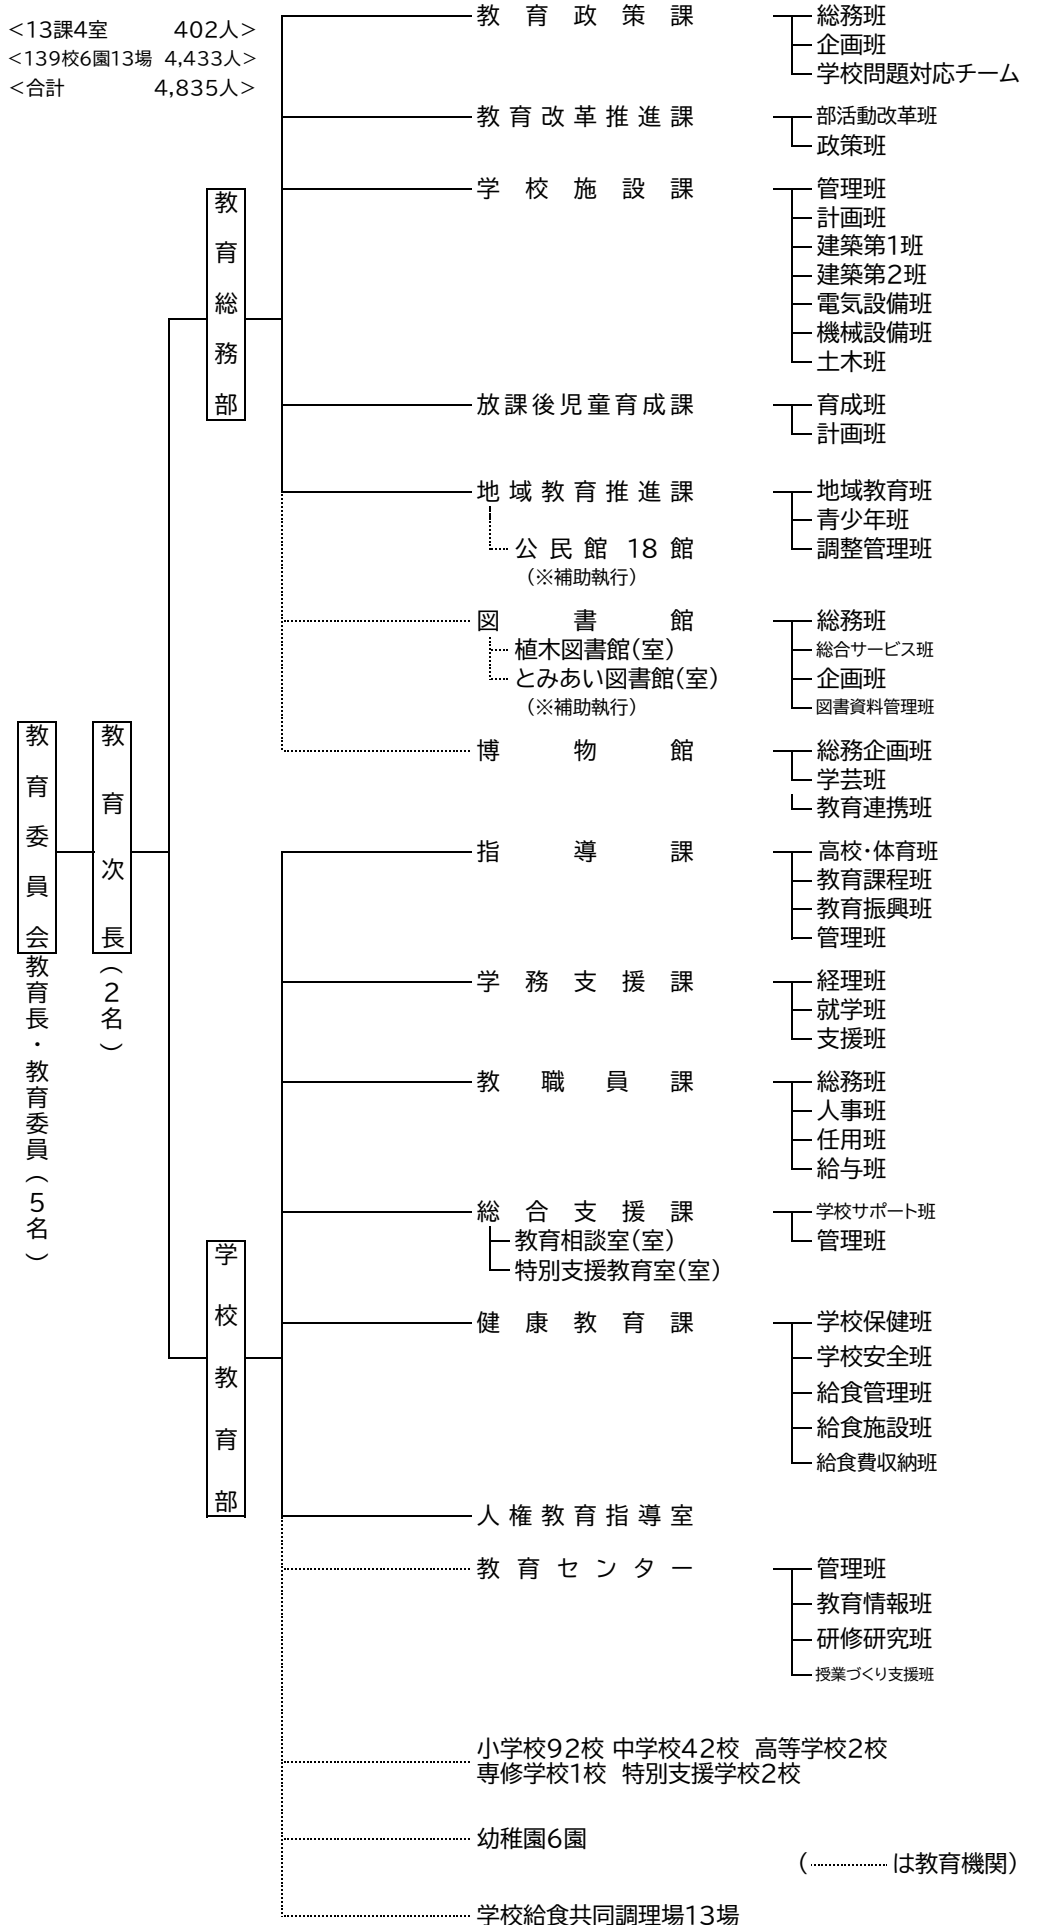 <13課4室 402人>
<139校6園13場 4,433人>
<合計 4,835人>
教育委員会
教育長・教育委員(5名)
教育次長
(2名)
教育総務部
教育政策課
総務班
企画班
学校問題対応チーム
教育改革推進課
部活動改革班
政策班
学校施設課
管理班
計画班
建築第1班
建築第2班
電気設備班
機械設備班
土木班
放課後児童育成課
育成班
計画班
地域教育推進課
公民館 18館
(※補助執行)
地域教育班
青少年班
調整管理班
図書館
植木図書館(室)
とみあい図書館(室)
(※補助執行)
総務班
総合サービス班
企画班
図書資料管理班
博物館
総務企画班
学芸班
教育連携班
学校教育部
指導課
高校・体育班
教育課程班
教育振興班
管理班
学務支援課
経理班
就学班
支援班
教職員課
総務班
人事班
任用班
給与班
総合支援課
教育相談室(室)
特別支援教育室(室)
学校サポート班
管理班
健康教育課
学校保健班
学校安全班
給食管理班
給食施設班
給食費収納班
人権教育指導室
教育センター
管理班
教育情報班
研修研究班
授業づくり支援班
小学校92校 中学校42校 高等学校2校
専修学校1校 特別支援学校2校
幼稚園6園
(………は教育機関)
学校給食共同調理場13場